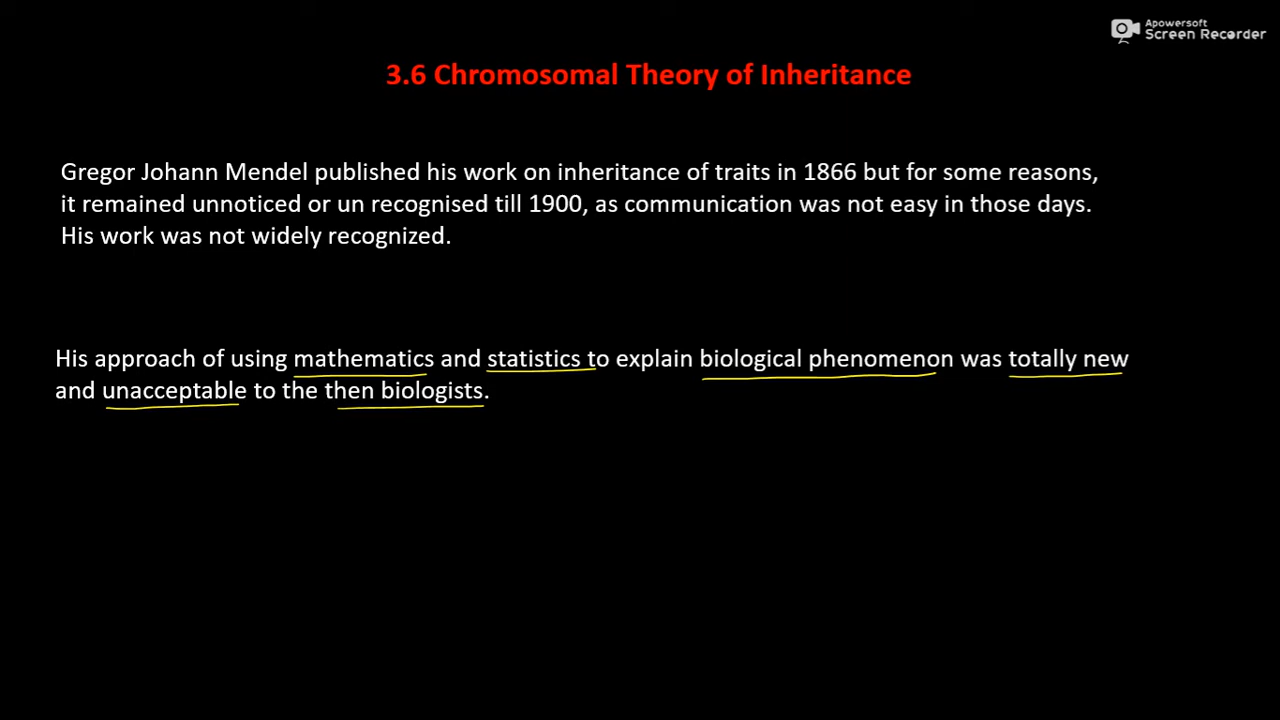 Apowersoft
Screen Recorder
3.6 Chromosomal Theory of Inheritance
Gregor Johann Mendel published his work on inheritance of traits in 1866 but for some reasons,
it remained unnoticed or un recognised till 1900, as communication was not easy in those days.
His work was not widely recognized.
His approach of using mathematics and statistics to explain biological phenomenon was totally new
and unacceptable to the then biologists.